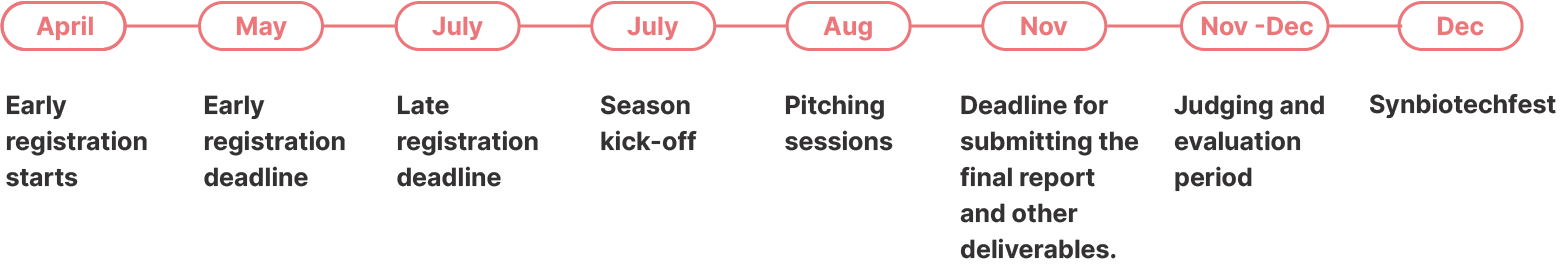 April
May
July
July
Aug
Nov
Nov -Dec
Dec
Early
registration
starts
Early
registration
deadline
Late
registration
deadline
Season
kick-off
Pitching
sessions
Deadline for
submitting the
final report
and other
deliverables.
Judging and
evaluation
period
Synbiotechfest